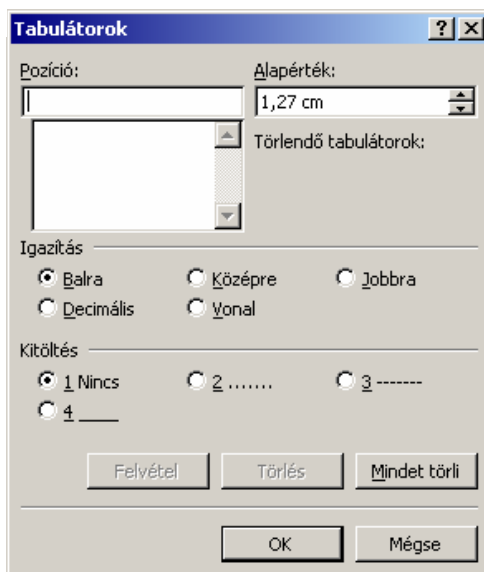 Tabulátorok
Pozíció: Alapérték:
1,27 cm
Törlendő tabulátorok:
Igazítás
Balra Középre Jobbra
Decimális Vonal
Kitöltés
1 Nincs 2 ....... 3 -------
4 ____
Felvétel Törlés Mindet törli
OK Mégse